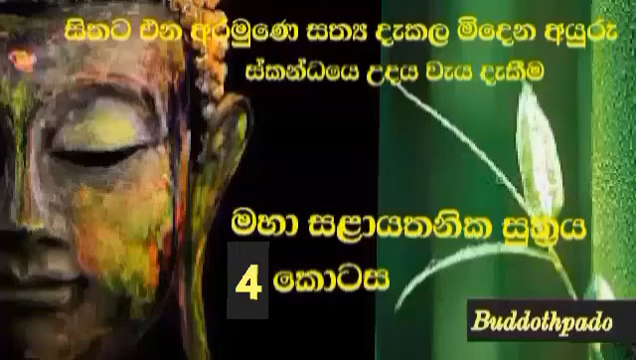 සිතට එන අරමුණෙ සත්‍ය දැකල මිදෙන අයුරු
ස්කන්ධයෙ උදය වැය දැකීම
මහා සළායතනික සුත්‍රය
4 කොටස
Buddothpado